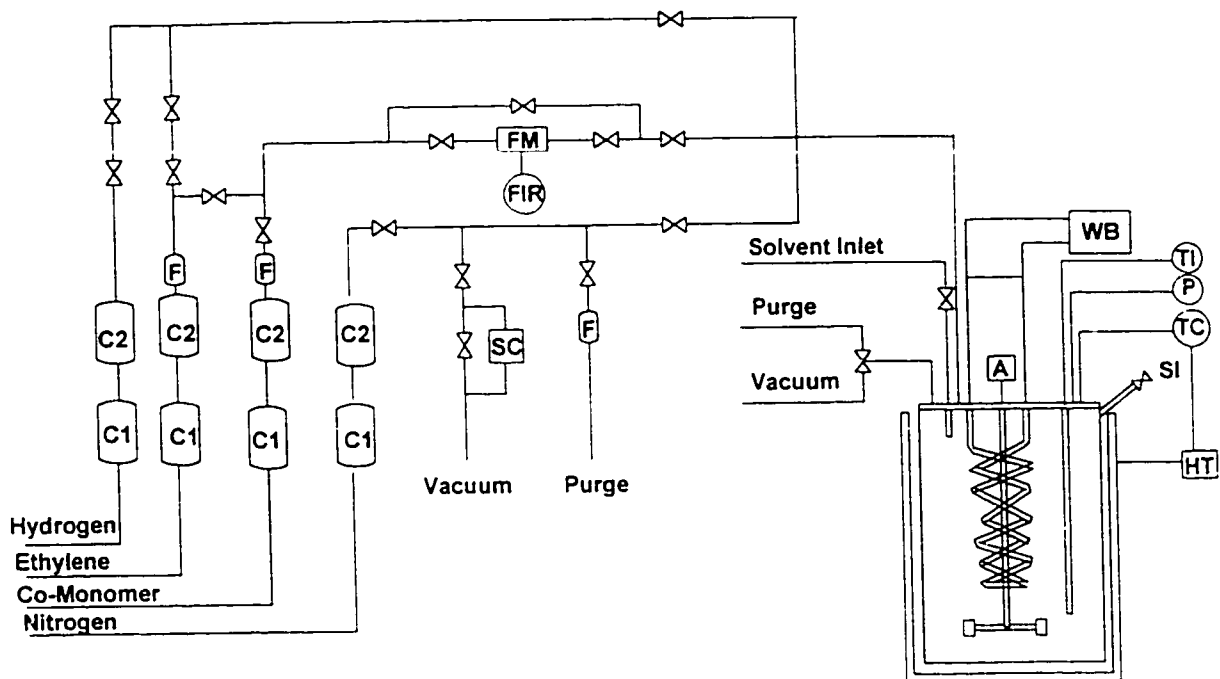 FM
FIR
WB
Solvent Inlet
TI
P
F
F
Purge
TC
C2
C2
C2
C2
SC
F
A
SI
Vacuum
C1
C1
C1
C1
Vacuum
Purge
HT
Hydrogen
Ethylene
Co-Monomer
Nitrogen